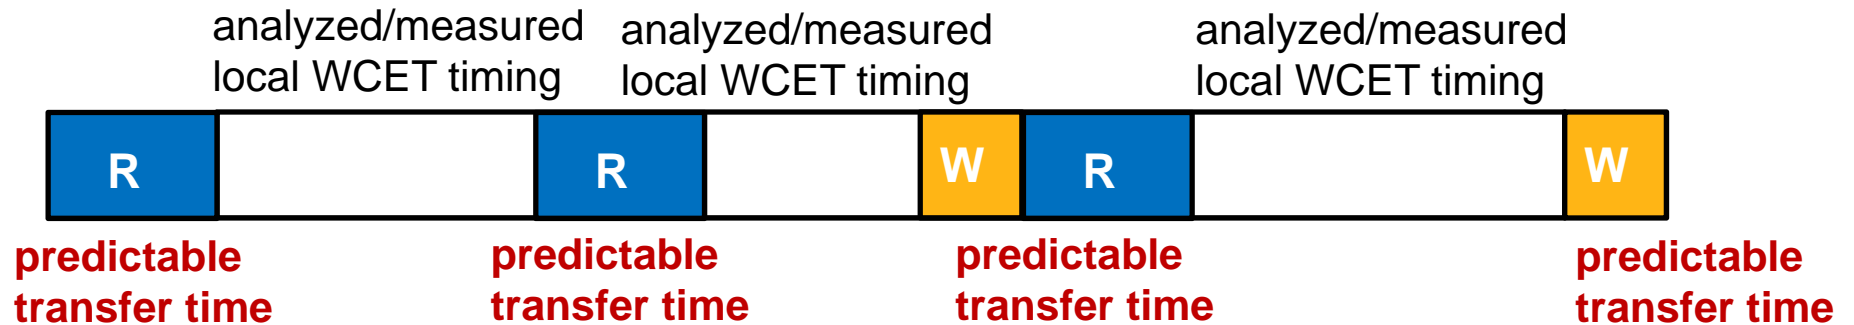 analyzed/measured
local WCET timing
analyzed/measured
local WCET timing
analyzed/measured
local WCET timing
R
R
W
R
W
predictable
transfer time
predictable
transfer time
predictable
transfer time
predictable
transfer time